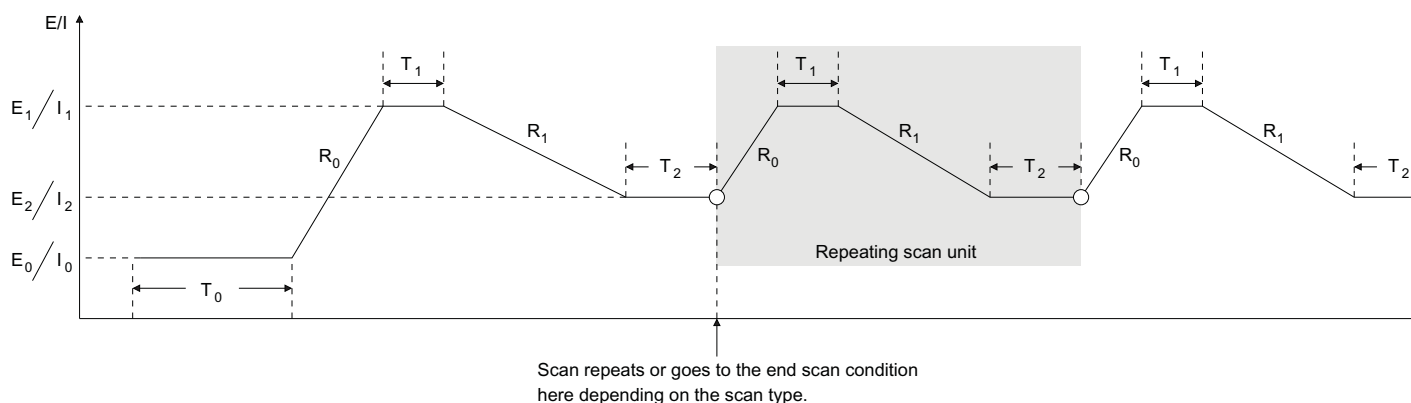 E/I
T1 T1 T1
E1/I1
R0 R1 R0 R1 R0 R1
T2 T2 T2
E2/I2
E0/I0
Repeating scan unit
T0
Scan repeats or goes to the end scan condition
here depending on the scan type.